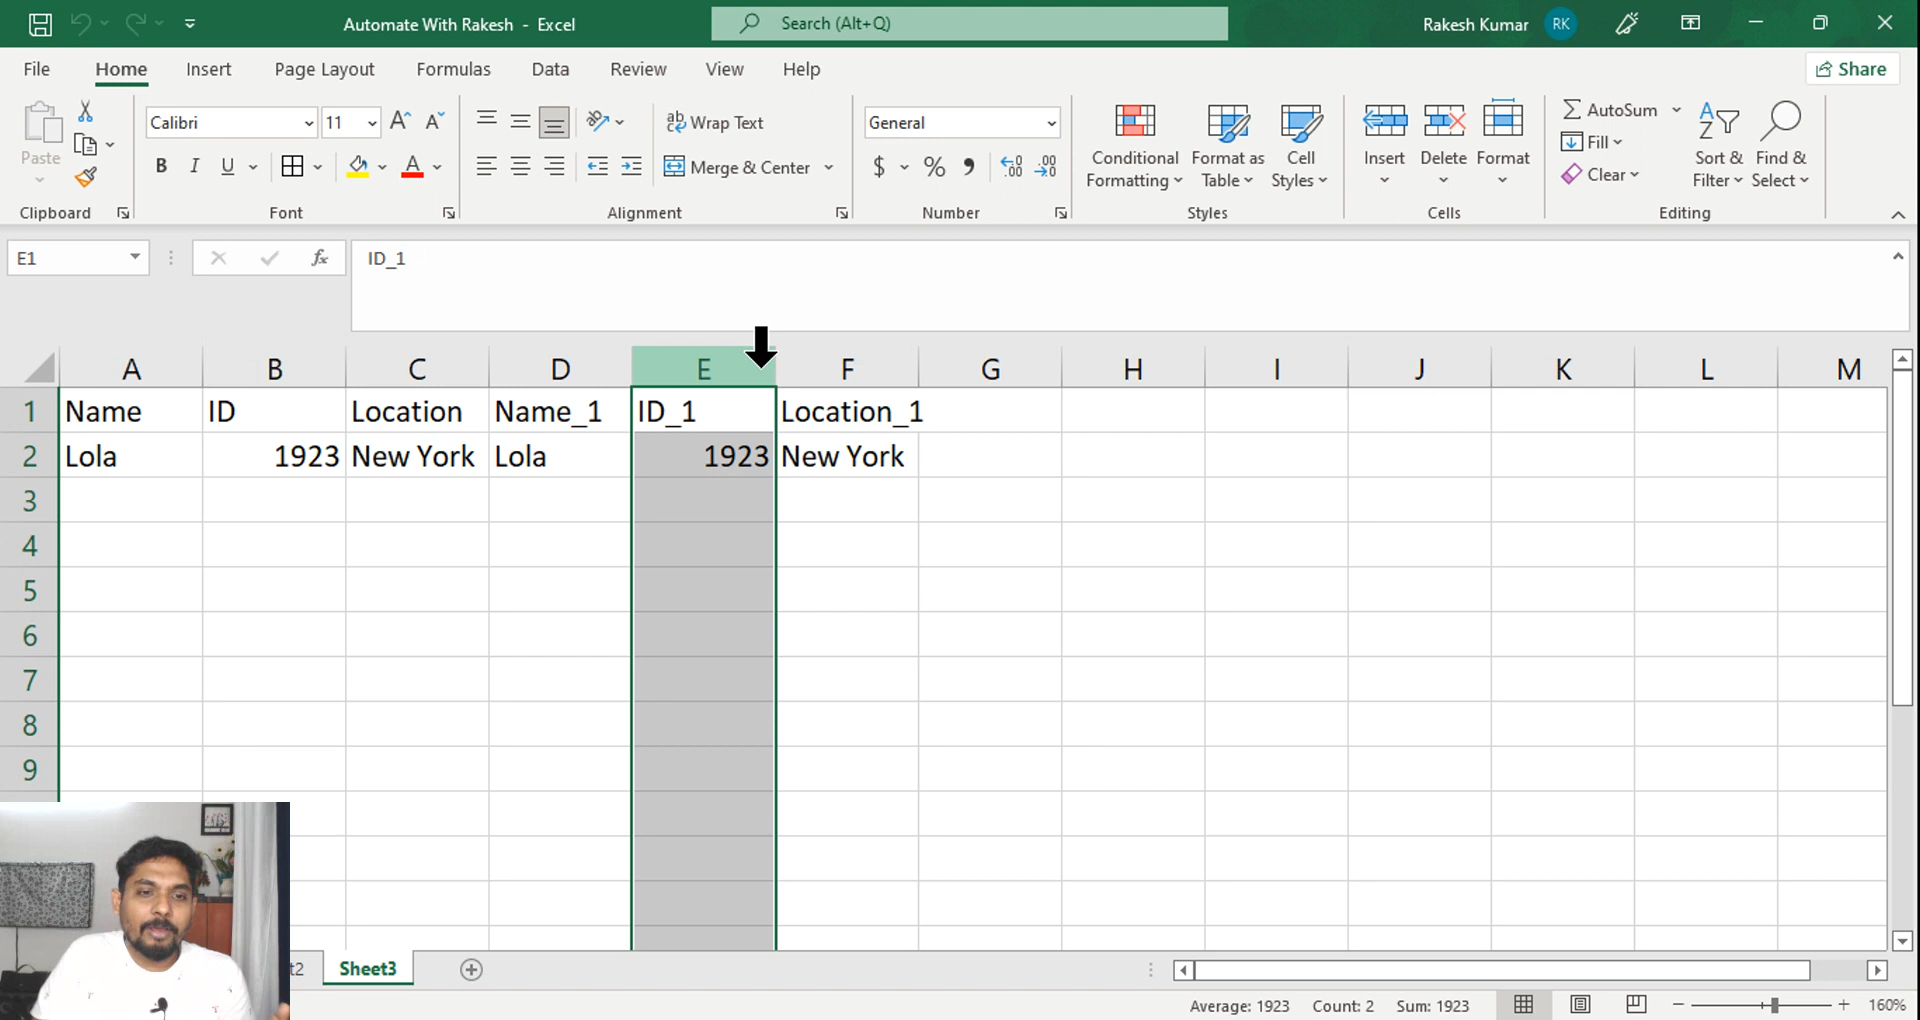 Automate With Rakesh - Excel
Search (Alt+Q)
Rakesh Kumar
RK
File Home Insert Page Layout Formulas Data Review View Help
Share
Paste
Calibri
11
ab Wrap Text
General
Conditional Formatting
Format as Table
Cell Styles
Insert
Delete
Format
AutoSum
Fill
Clear
Sort & Filter
Find & Select
B I U
A
Merge & Center
$ % 9
Clipboard Font Alignment Number Styles Cells Editing
E1
fx
ID_1
A B C D E F G H I J K L M
1 Name ID Location Name_1 ID_1 Location_1
2 Lola 1923 New York Lola 1923 New York
3
4
5
6
7
8
9
t2
Sheet3
Average: 1923 Count: 2 Sum: 1923
160%